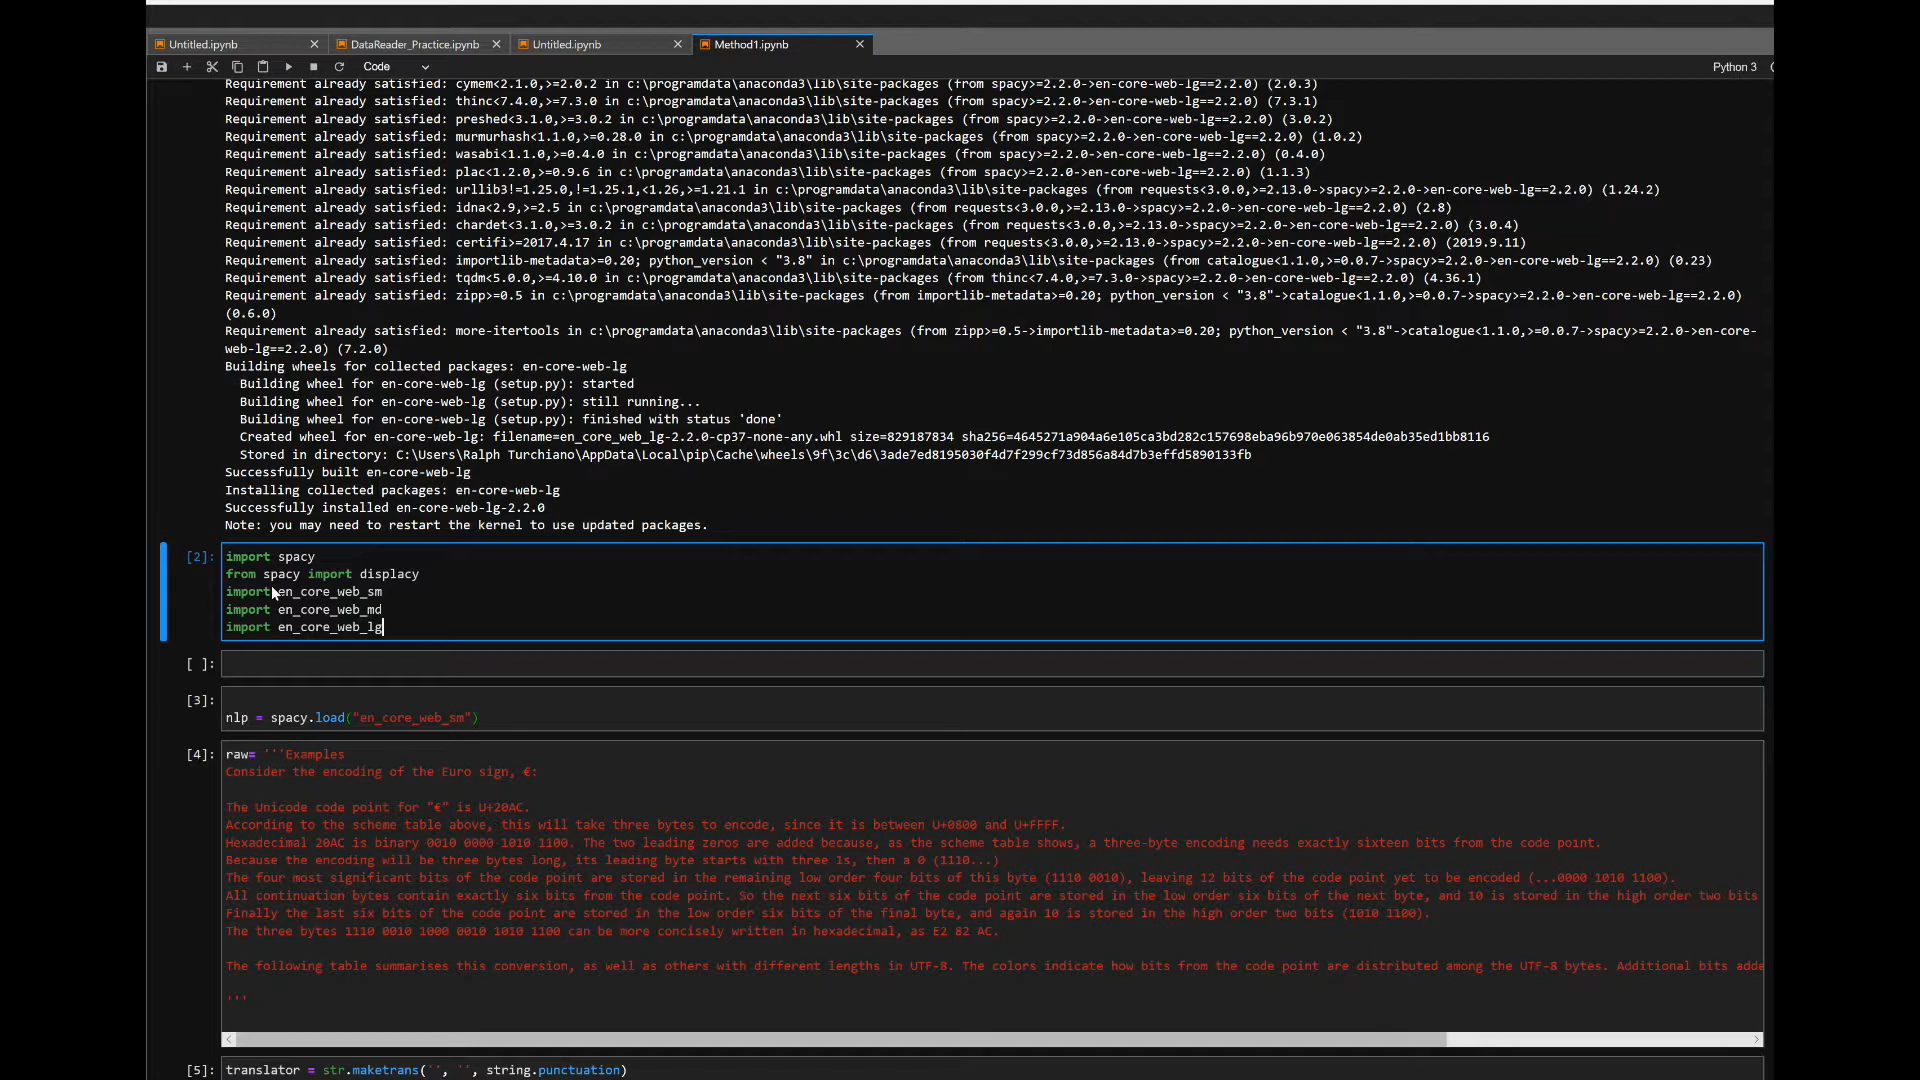 Untitled.ipynb
DataReader_Practice.ipynb
Untitled.ipynb
Method1.ipynb
Code
Python 3
Requirement already satisfied: cymem<2.1.0,>=2.0.2 in c:\programdata\anaconda3\lib\site-packages (from spacy>=2.2.0->en-core-web-lg==2.2.0) (2.0.3)
Requirement already satisfied: thinc<7.4.0,>=7.3.0 in c:\programdata\anaconda3\lib\site-packages (from spacy>=2.2.0->en-core-web-lg==2.2.0) (7.3.1)
Requirement already satisfied: preshed<3.1.0,>=3.0.2 in c:\programdata\anaconda3\lib\site-packages (from spacy>=2.2.0->en-core-web-lg==2.2.0) (3.0.2)
Requirement already satisfied: murmurhash<1.1.0,>=0.28.0 in c:\programdata\anaconda3\lib\site-packages (from spacy>=2.2.0->en-core-web-lg==2.2.0) (1.0.2)
Requirement already satisfied: wasabi<1.1.0,>=0.4.0 in c:\programdata\anaconda3\lib\site-packages (from spacy>=2.2.0->en-core-web-lg==2.2.0) (0.4.0)
Requirement already satisfied: plac<1.2.0,>=0.9.6 in c:\programdata\anaconda3\lib\site-packages (from spacy>=2.2.0->en-core-web-lg==2.2.0) (1.1.3)
Requirement already satisfied: urllib3!=1.25.0,!=1.25.1,<1.26,>=1.21.1 in c:\programdata\anaconda3\lib\site-packages (from requests<3.0.0,>=2.13.0->spacy>=2.2.0->en-core-web-lg==2.2.0) (1.24.2)
Requirement already satisfied: idna<2.9,>=2.5 in c:\programdata\anaconda3\lib\site-packages (from requests<3.0.0,>=2.13.0->spacy>=2.2.0->en-core-web-lg==2.2.0) (2.8)
Requirement already satisfied: chardet<3.1.0,>=3.0.2 in c:\programdata\anaconda3\lib\site-packages (from requests<3.0.0,>=2.13.0->spacy>=2.2.0->en-core-web-lg==2.2.0) (3.0.4)
Requirement already satisfied: certifi>=2017.4.17 in c:\programdata\anaconda3\lib\site-packages (from requests<3.0.0,>=2.13.0->spacy>=2.2.0->en-core-web-lg==2.2.0) (2019.9.11)
Requirement already satisfied: importlib-metadata>=0.20; python_version < "3.8" in c:\programdata\anaconda3\lib\site-packages (from catalogue<1.1.0,>=0.0.7->spacy>=2.2.0->en-core-web-lg==2.2.0) (0.23)
Requirement already satisfied: tqdm<5.0.0,>=4.10.0 in c:\programdata\anaconda3\lib\site-packages (from thinc<7.4.0,>=7.3.0->spacy>=2.2.0->en-core-web-lg==2.2.0) (4.36.1)
Requirement already satisfied: zipp>=0.5 in c:\programdata\anaconda3\lib\site-packages (from importlib-metadata>=0.20; python_version < "3.8"->catalogue<1.1.0,>=0.0.7->spacy>=2.2.0->en-core-web-lg==2.2.0)
(0.6.0)
Requirement already satisfied: more-itertools in c:\programdata\anaconda3\lib\site-packages (from zipp>=0.5->importlib-metadata>=0.20; python_version < "3.8"->catalogue<1.1.0,>=0.0.7->spacy>=2.2.0->en-core-
web-lg==2.2.0) (7.2.0)
Building wheels for collected packages: en-core-web-lg
Building wheel for en-core-web-lg (setup.py): started
Building wheel for en-core-web-lg (setup.py): still running...
Building wheel for en-core-web-lg (setup.py): finished with status 'done'
Created wheel for en-core-web-lg: filename=en_core_web_lg-2.2.0-cp37-none-any.whl size=829187834 sha256=4645271a904a6e105ca3bd282c157698eba96b970e063854de0ab35ed1bb8116
Stored in directory: C:\Users\Ralph Turchiano\AppData\Local\pip\Cache\wheels\9f\3c\d6\3ade7ed8195030f4d7f299cf73d856a84d7b3effd5890133fb
Successfully built en-core-web-lg
Installing collected packages: en-core-web-lg
Successfully installed en-core-web-lg-2.2.0
Note: you may need to restart the kernel to use updated packages.
[2]: import spacy
from spacy import displacy
import en_core_web_sm
import en_core_web_md
import en_core_web_lg
[ ]:
[3]:
nlp = spacy.load("en_core_web_sm")
[4]: raw= '''Examples
Consider the encoding of the Euro sign, €:
The Unicode code point for "€" is U+20AC.
According to the scheme table above, this will take three bytes to encode, since it is between U+0800 and U+FFFF.
Hexadecimal 20AC is binary 0010 0000 1010 1100. The two leading zeros are added because, as the scheme table shows, a three-byte encoding needs exactly sixteen bits from the code point.
Because the encoding will be three bytes long, its leading byte starts with three 1s, then a 0 (1110...)
The four most significant bits of the code point are stored in the remaining low order four bits of this byte (1110 0010), leaving 12 bits of the code point yet to be encoded (...0000 1010 1100).
All continuation bytes contain exactly six bits from the code point. So the next six bits of the code point are stored in the low order six bits of the next byte, and 10 is stored in the high order two bits
Finally the last six bits of the code point are stored in the low order six bits of the final byte, and again 10 is stored in the high order two bits (1010 1100).
The three bytes 1110 0010 1000 0010 1010 1100 can be more concisely written in hexadecimal, as E2 82 AC.
The following table summarises this conversion, as well as others with different lengths in UTF-8. The colors indicate how bits from the code point are distributed among the UTF-8 bytes. Additional bits adde
'''
[5]: translator = str.maketrans('', '', string.punctuation)